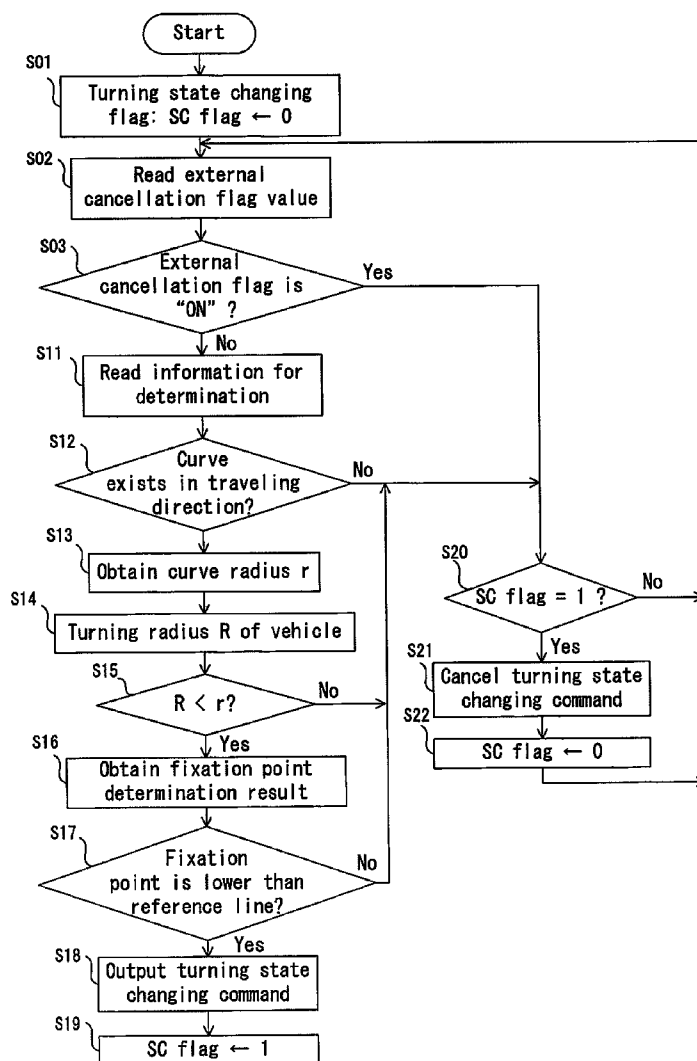 Start
S01
Turning state changing
flag: SC flag ← 0
S02
Read external
cancellation flag value
S03
External
cancellation flag is
“ON” ?
Yes
No
S11
Read information for
determination
S12
Curve
exists in traveling
direction?
No
S13
Obtain curve radius r
S14
Turning radius R of vehicle
S15
R < r?
No
Yes
S16
Obtain fixation point
determination result
S17
Fixation
point is lower than
reference line?
No
Yes
S18
Output turning state
changing command
S19
SC flag ← 1
S20
SC flag = 1 ?
No
Yes
S21
Cancel turning state
changing command
S22
SC flag ← 0